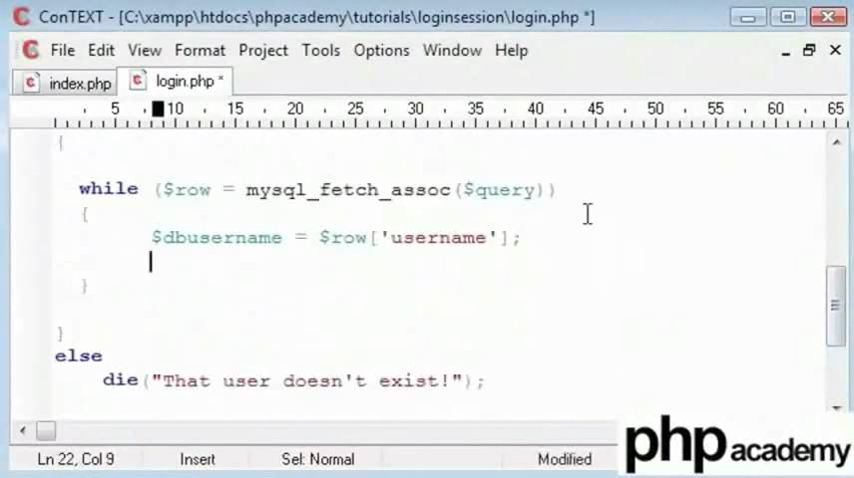 ConTEXT - [C:\xampp\htdocs\phpacademy\tutorials\loginsession\login.php *]
File Edit View Format Project Tools Options Window Help
index.php login.php *
5 10 15 20 25 30 35 40 45 50 55 60 65
{
while ($row = mysql_fetch_assoc($query))
{
$dbusername = $row['username'];
}
}
else
die("That user doesn't exist!");
Ln 22, Col 9 Insert Sel: Normal Modified
php academy